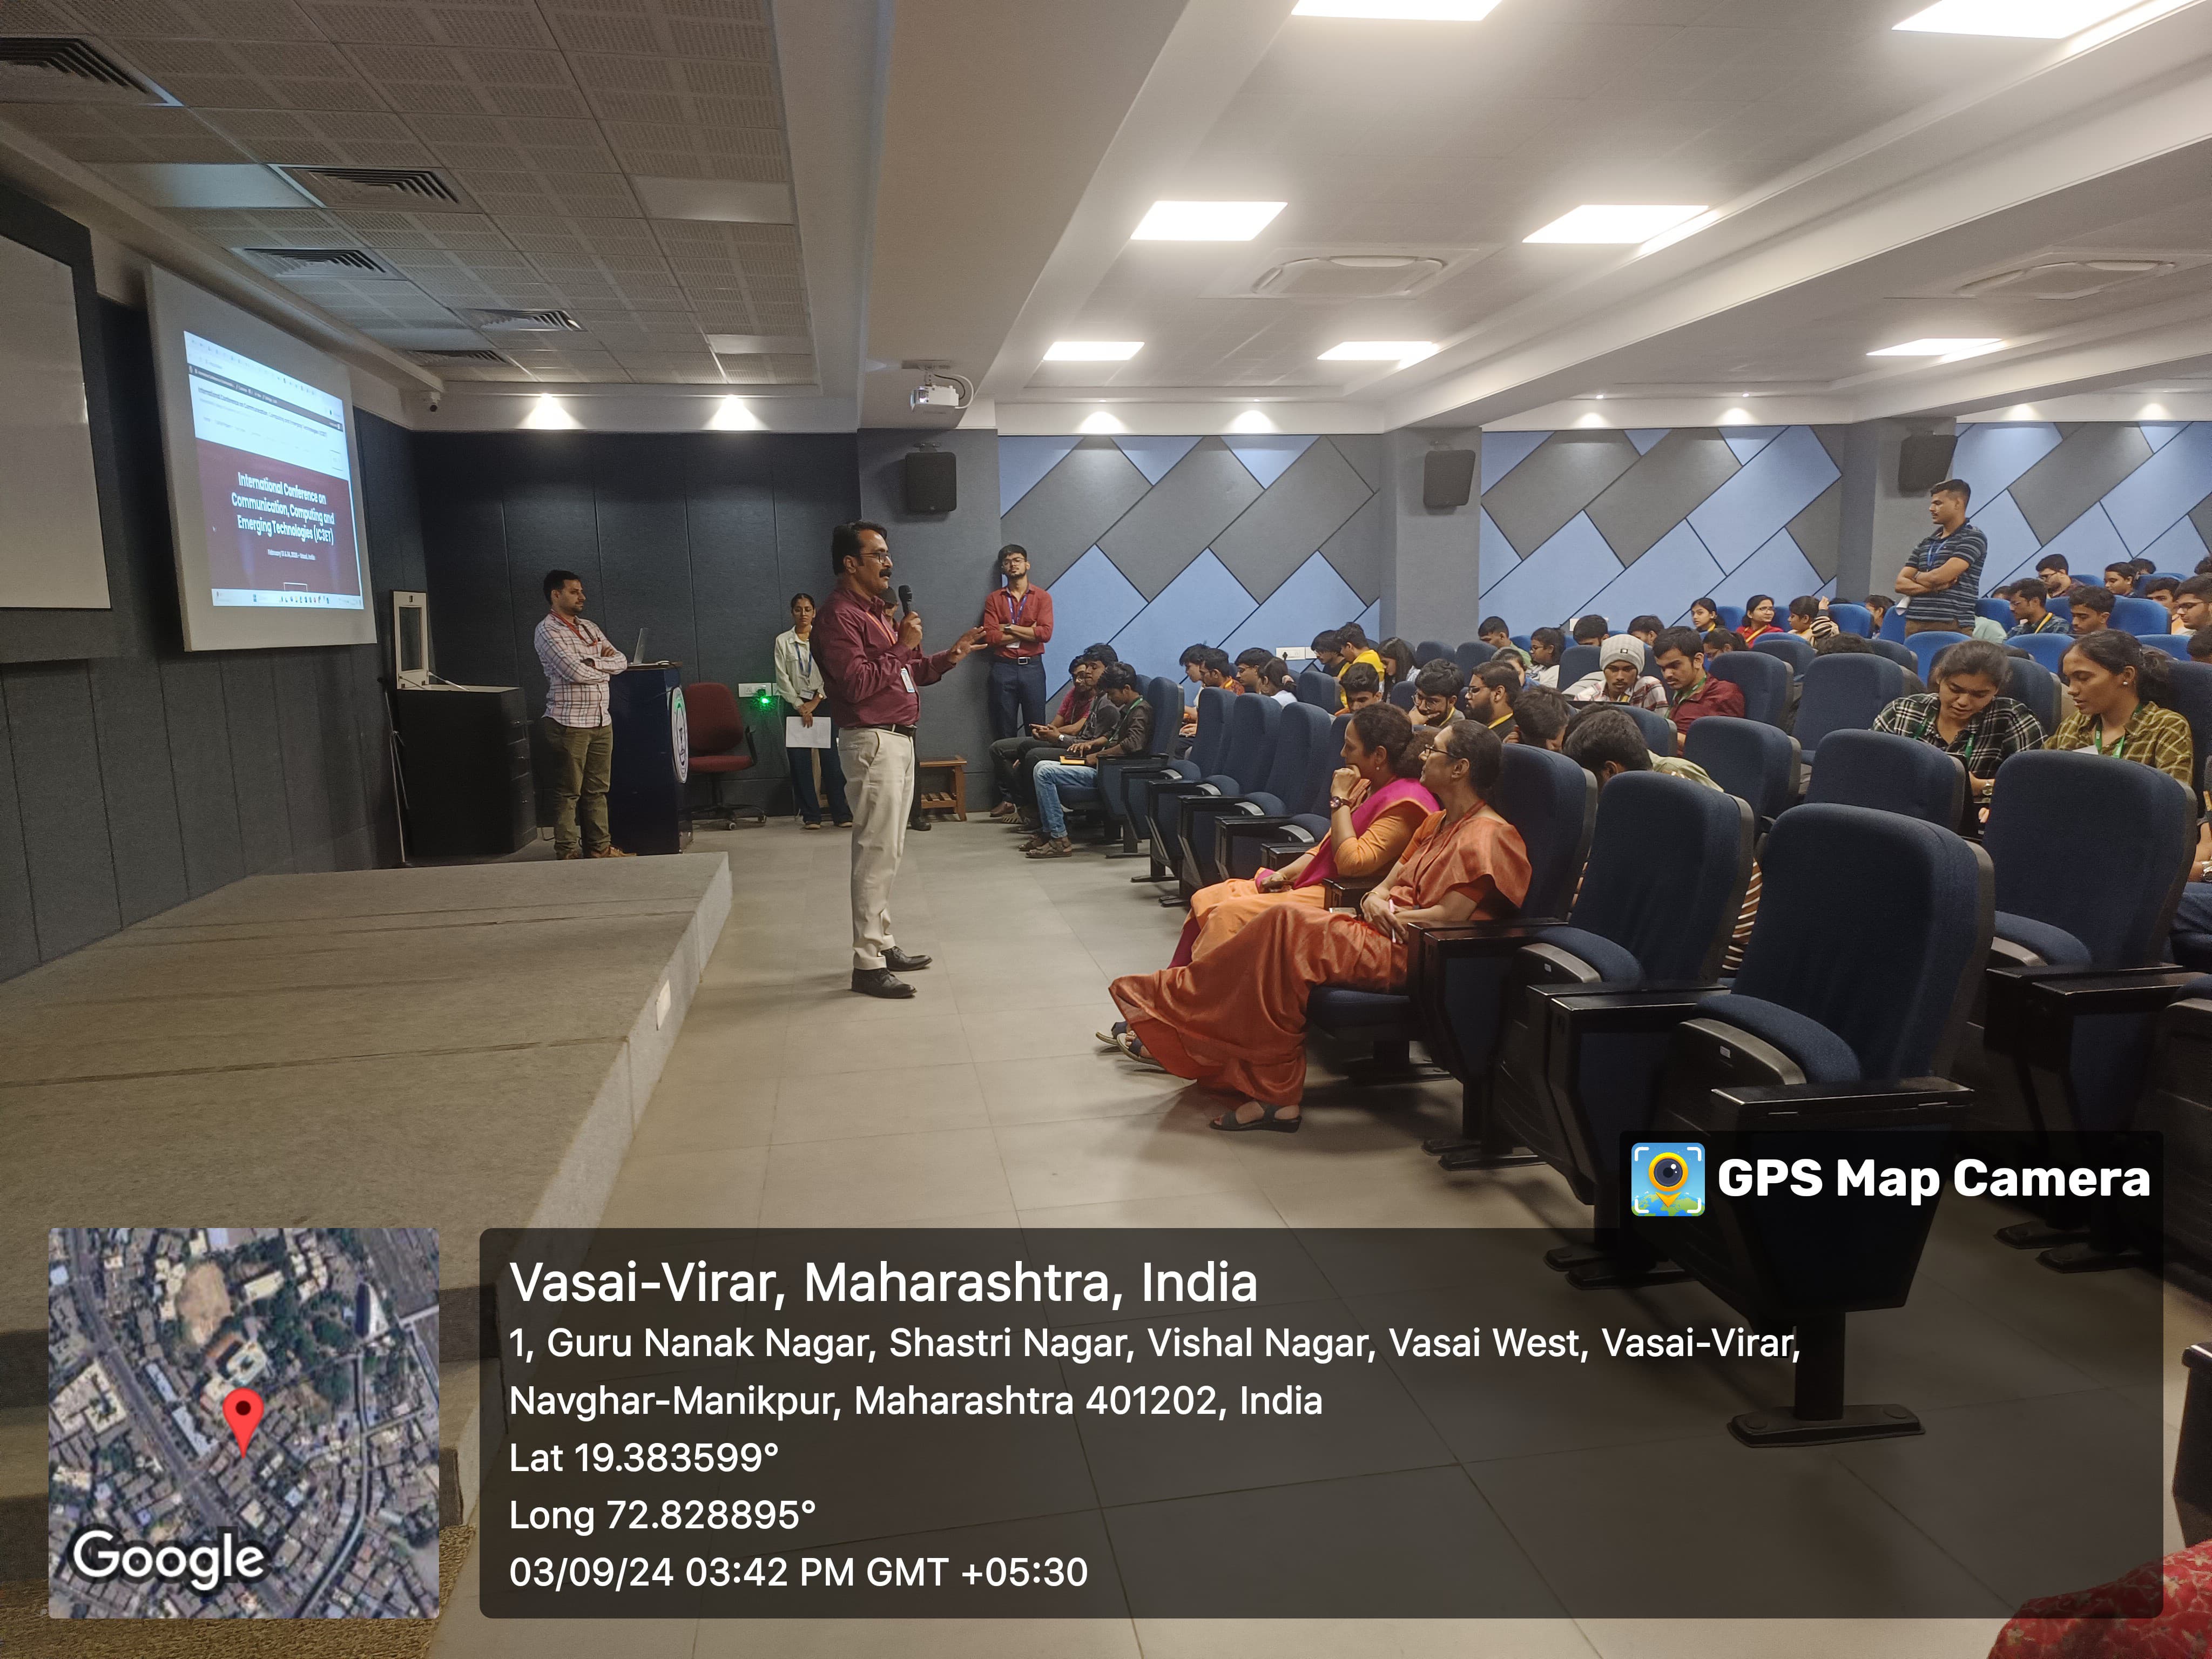 International Conference on
Communication, Computing and
Emerging Technologies (IC3ET)
GPS Map Camera
Vasai-Virar, Maharashtra, India
1, Guru Nanak Nagar, Shastri Nagar, Vishal Nagar, Vasai West, Vasai-Virar,
Navghar-Manikpur, Maharashtra 401202, India
Lat 19.383599°
Long 72.828895°
03/09/24 03:42 PM GMT +05:30
Google